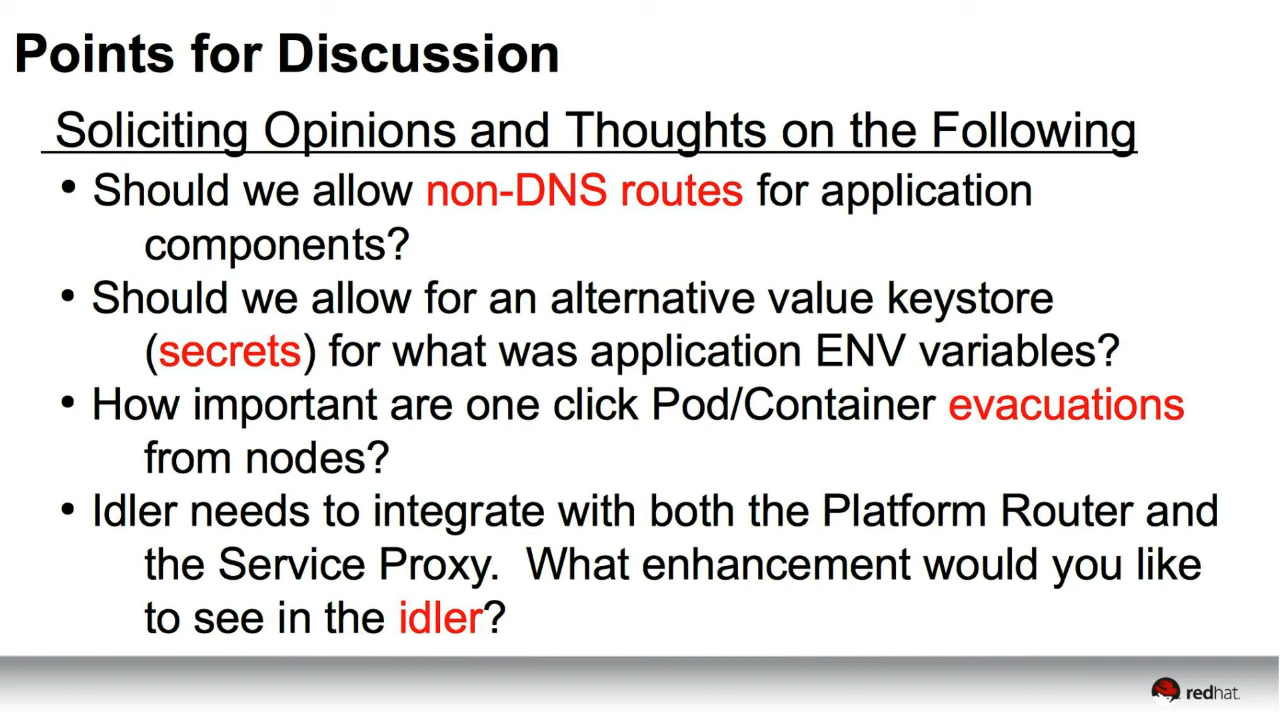 Points for Discussion
Soliciting Opinions and Thoughts on the Following
• Should we allow non-DNS routes for application
components?
• Should we allow for an alternative value keystore
(secrets) for what was application ENV variables?
• How important are one click Pod/Container evacuations
from nodes?
• Idler needs to integrate with both the Platform Router and
the Service Proxy.  What enhancement would you like
to see in the idler?
redhat.